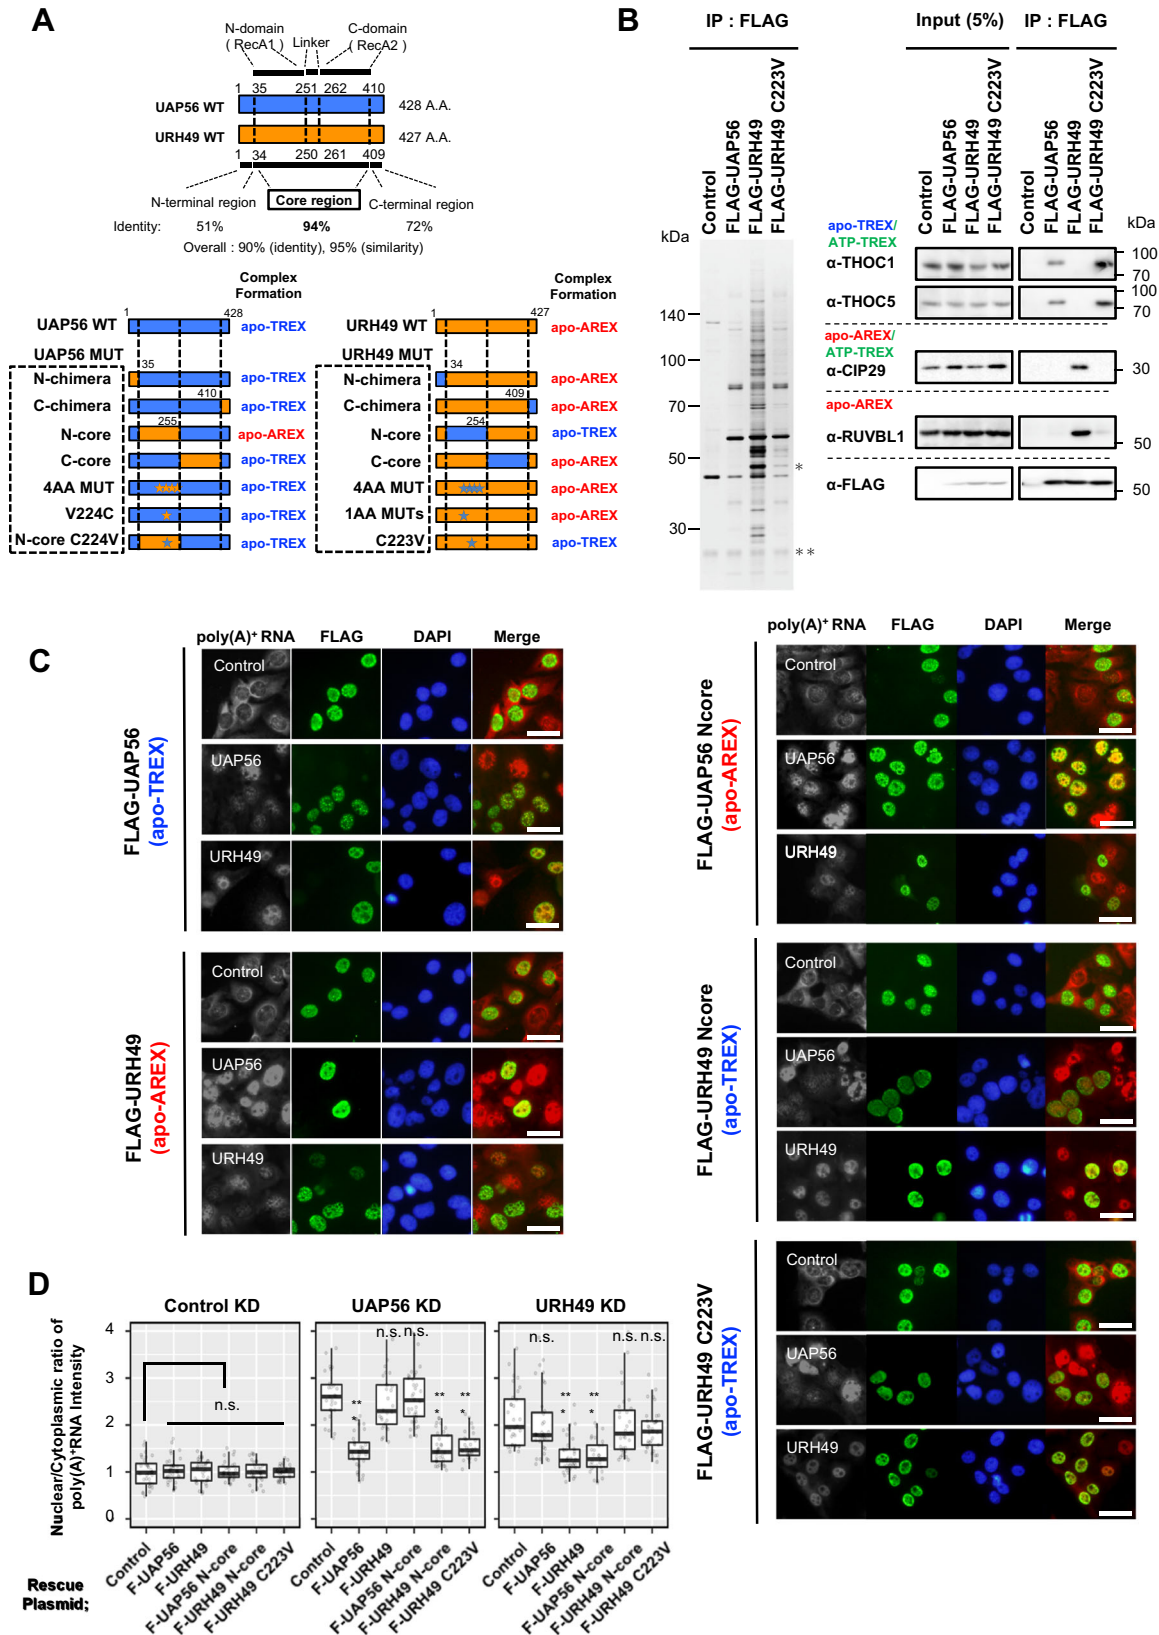 A
N-domain
( RecA1 )
Linker
C-domain
( RecA2)
1 35 251 262 410
UAP56 WT 428 A.A.
URH49 WT 427 A.A.
1 34 250 261 409
N-terminal region Core region C-terminal region
Identity: 51% 94% 72%
Overall : 90% (identity), 95% (similarity)
Complex
Formation
1 428
UAP56 WT apo-TREX
UAP56 MUT
35
N-chimera apo-TREX
410
C-chimera apo-TREX
255
N-core apo-AREX
C-core apo-TREX
4AA MUT apo-TREX
V224C apo-TREX
N-core C224V apo-TREX
Complex
Formation
1 427
URH49 WT apo-AREX
URH49 MUT
34
N-chimera apo-AREX
409
C-chimera apo-AREX
254
N-core apo-TREX
C-core apo-AREX
4AA MUT apo-AREX
1AA MUTs apo-AREX
C223V apo-TREX
B
IP : FLAG
Control
FLAG-UAP56
FLAG-URH49
FLAG-URH49 C223V
kDa
140
100
70
50
30
*
**
Input (5%) IP : FLAG
Control
FLAG-UAP56
FLAG-URH49
FLAG-URH49 C223V
Control
FLAG-UAP56
FLAG-URH49
FLAG-URH49 C223V
kDa
apo-TREX/
ATP-TREX
α-THOC1 100
70
α-THOC5 100
70
apo-AREX/
ATP-TREX
α-CIP29 30
apo-AREX
α-RUVBL1 50
α-FLAG 50
C
poly(A)+ RNA FLAG DAPI Merge
FLAG-UAP56
(apo-TREX)
Control
UAP56
URH49
FLAG-URH49
(apo-AREX)
Control
UAP56
URH49
poly(A)+ RNA FLAG DAPI Merge
FLAG-UAP56 Ncore
(apo-AREX)
Control
UAP56
URH49
FLAG-URH49 Ncore
(apo-TREX)
Control
UAP56
URH49
FLAG-URH49 C223V
(apo-TREX)
Control
UAP56
URH49
D
Nuclear/Cytoplasmic ratio of
poly(A)+RNA Intensity
4
3
2
1
0
Control KD
n.s.
UAP56 KD
n.s. n.s.
**
*
**
*
**
*
URH49 KD
n.s. n.s. n.s.
**
*
**
*
Rescue
Plasmid;
Control
F-UAP56
F-URH49
F-UAP56 N-core
F-URH49 N-core
F-URH49 C223V
Control
F-UAP56
F-URH49
F-UAP56 N-core
F-URH49 N-core
F-URH49 C223V
Control
F-UAP56
F-URH49
F-UAP56 N-core
F-URH49 N-core
F-URH49 C223V